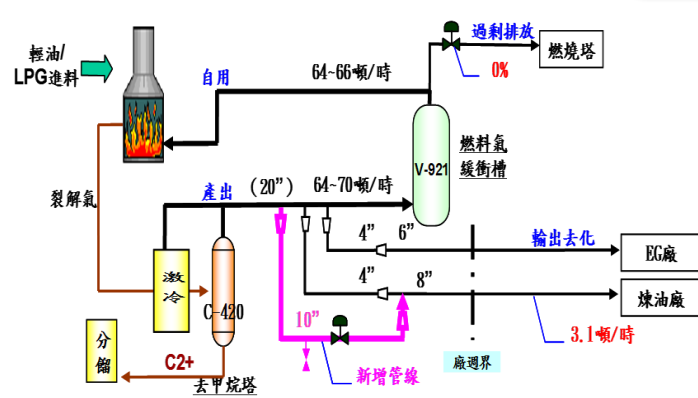 過剩排放
輕油/
LPG進料
自用
64~66噸/時
0%
燃燒塔
燃料氣
緩衝槽
V-921
裂解氣
產出
(20”)
64~70噸/時
4”
6”
輸出去化
EG廠
激
冷
C-420
4”
8”
煉油廠
10”
3.1噸/時
分
餾
C2+
去甲烷塔
新增管線
廠週界